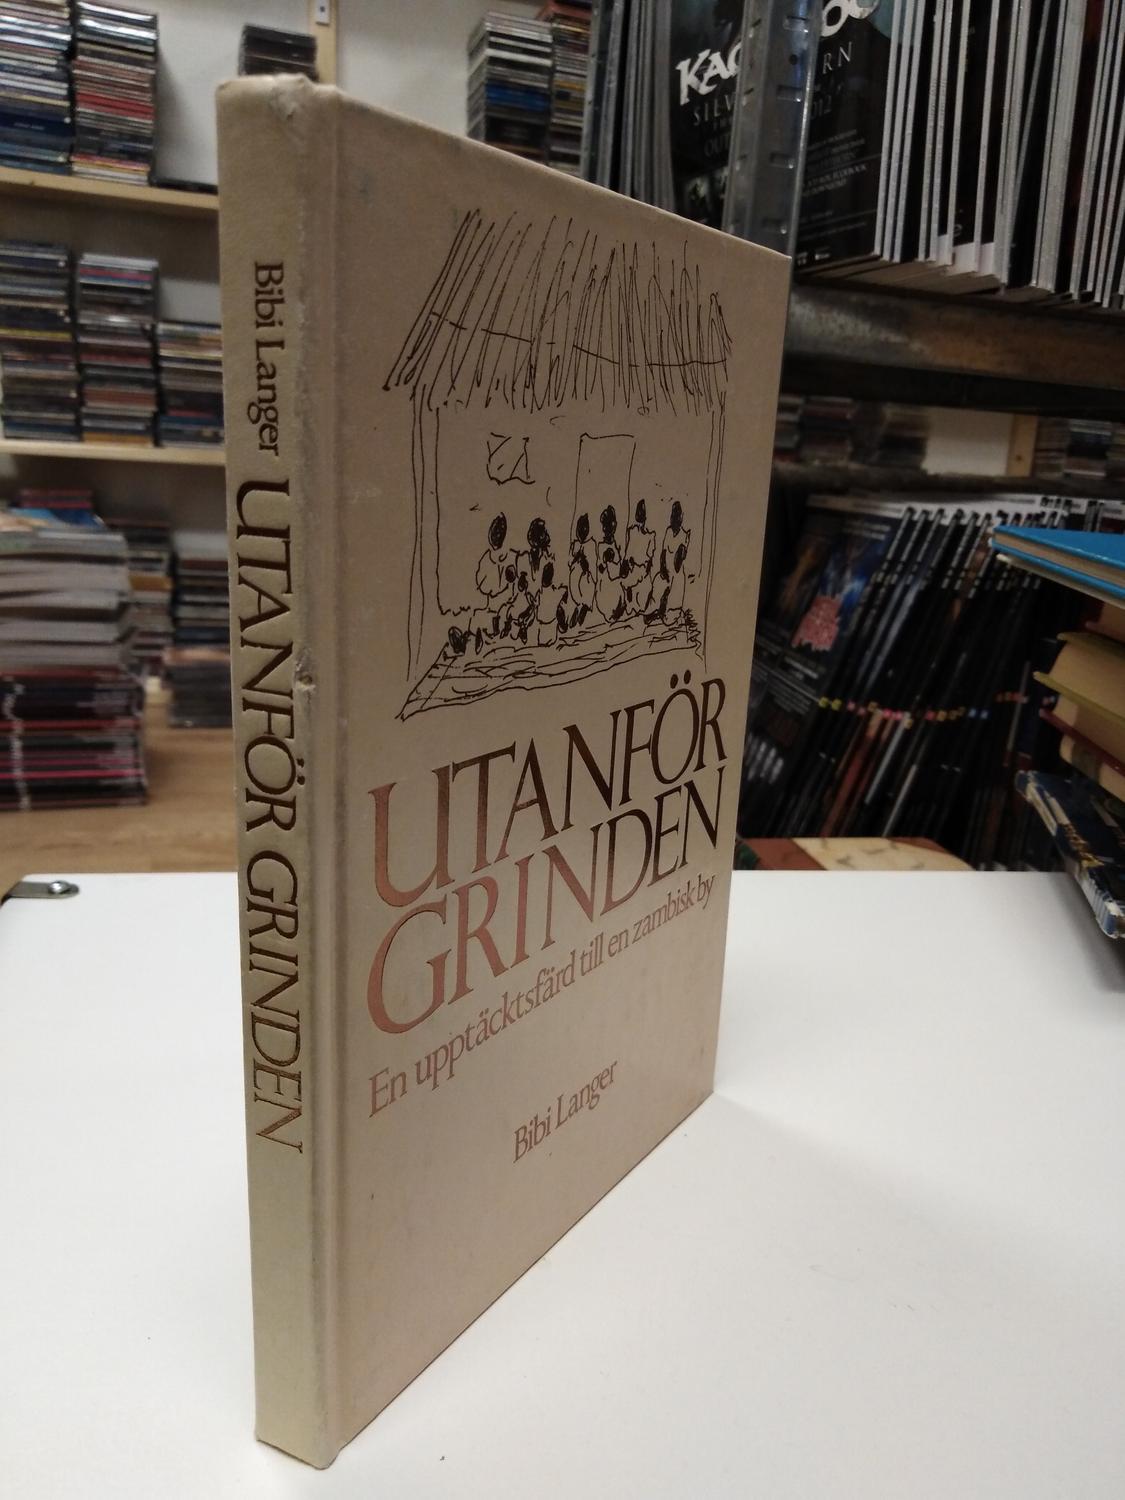 Bibi Langer UTANFÖR GRINDEN
UTANFÖR
GRINDEN
En upptäcktsfärd till en zambisk by
Bibi Langer